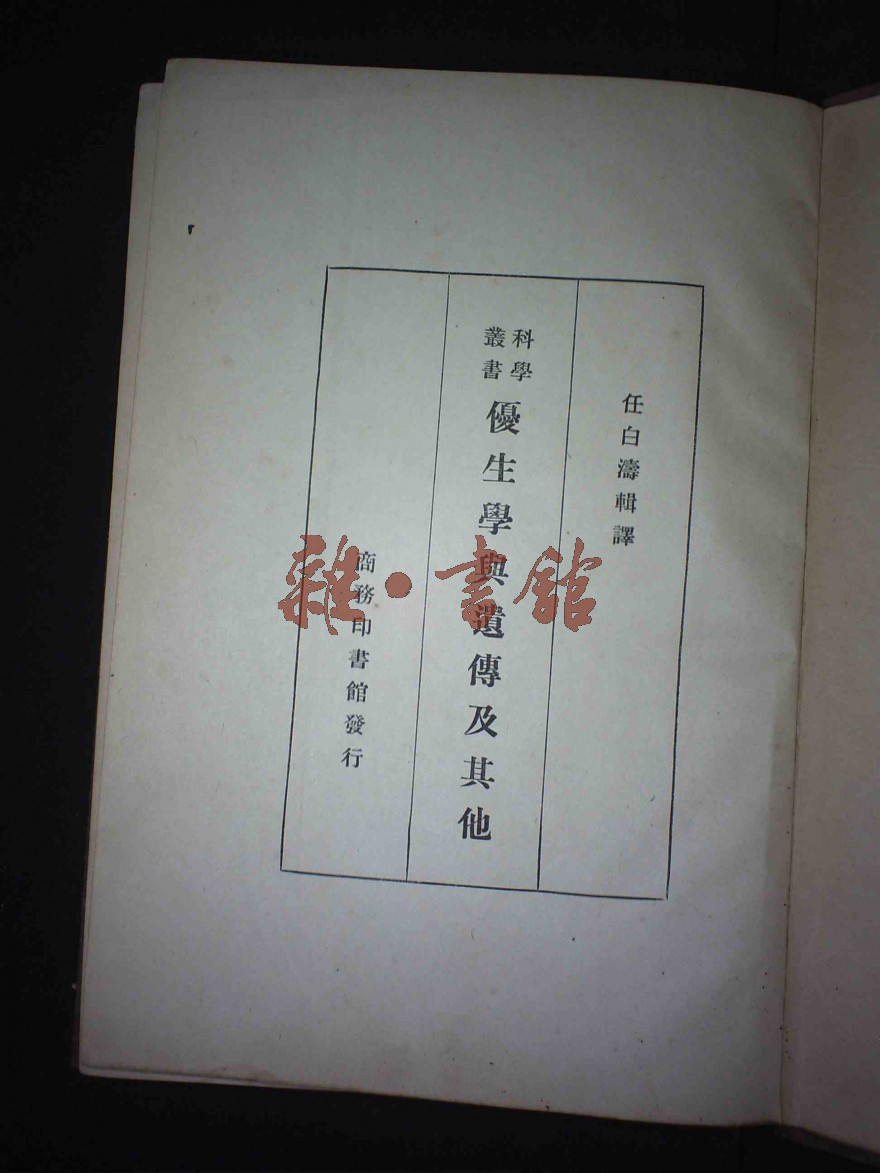 任白濤輯譯
科學
叢書
優生學與遺傳及其他
商務印書館發行
雜·書館